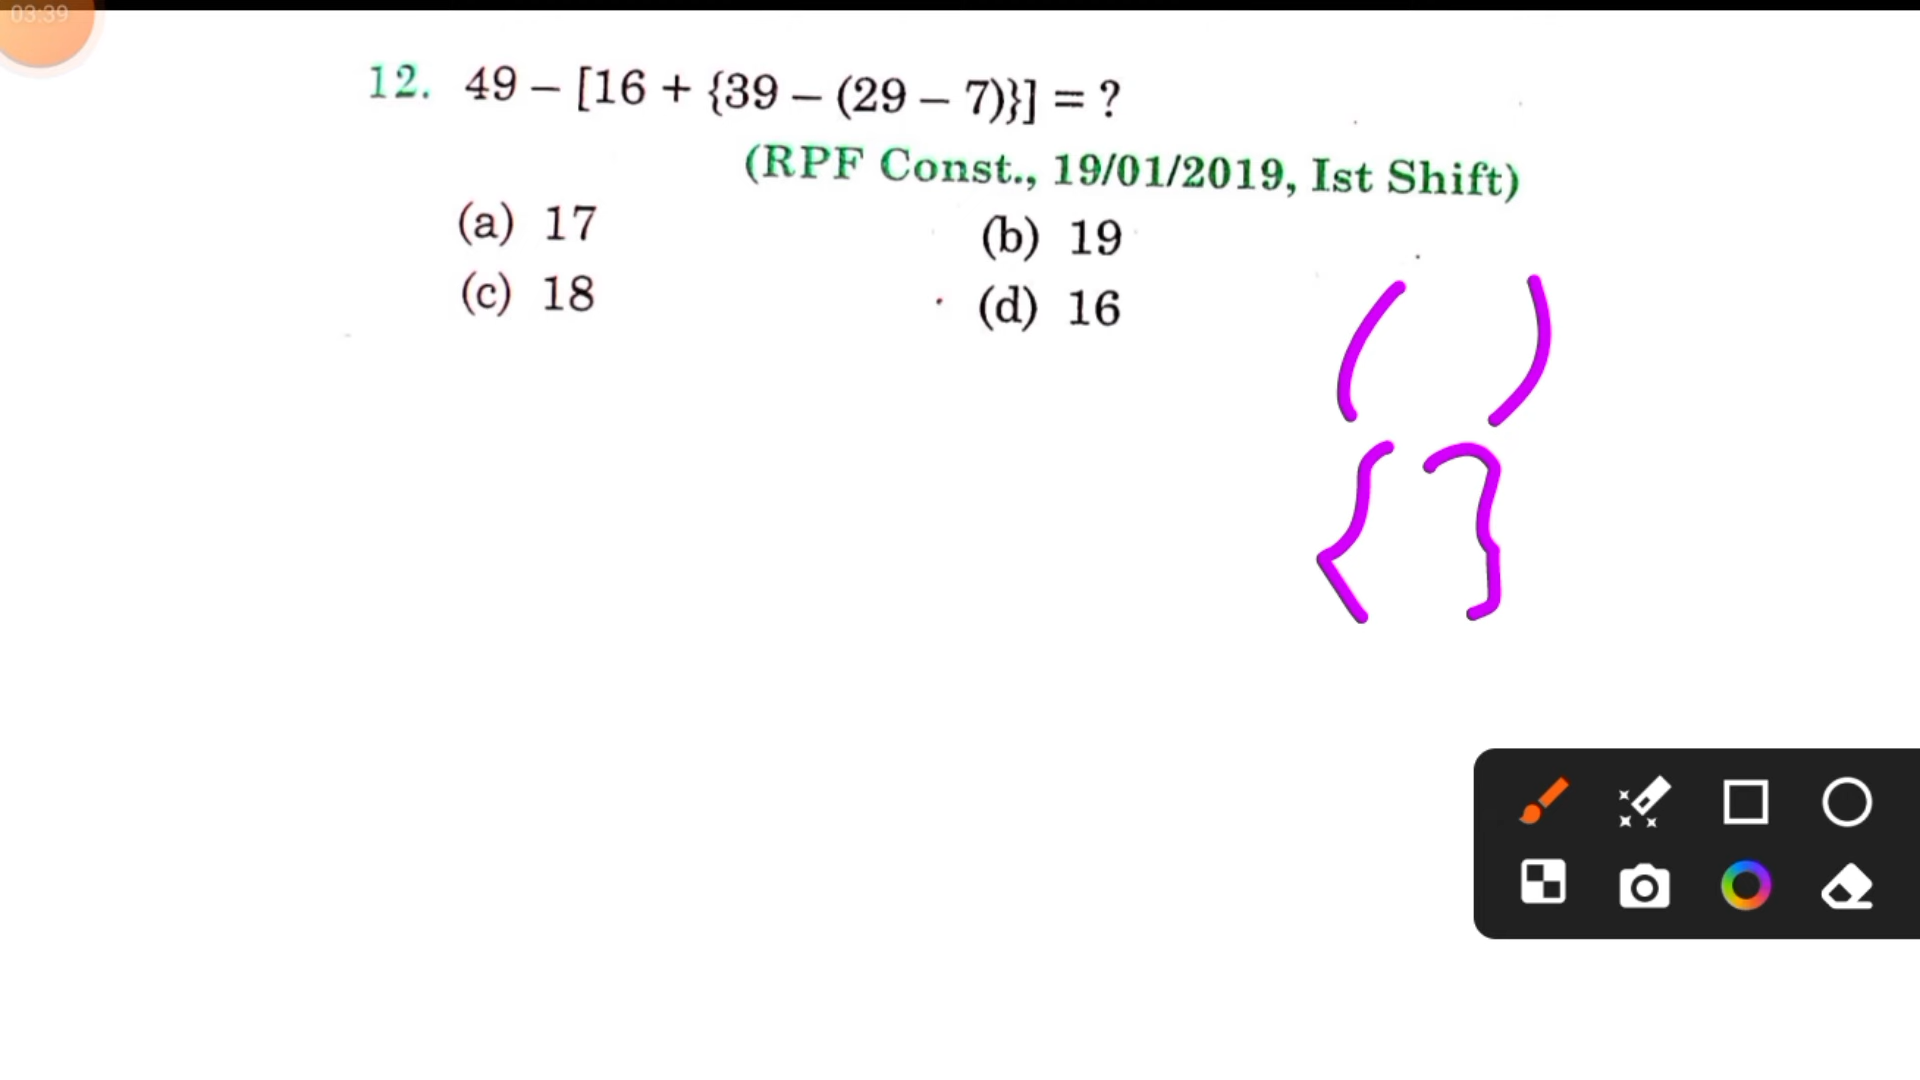 03:39
12. 49 – [16 + {39 – (29 – 7)}] = ?
(RPF Const., 19/01/2019, Ist Shift)
(a) 17 (b) 19
(c) 18 (d) 16
( )
{ }